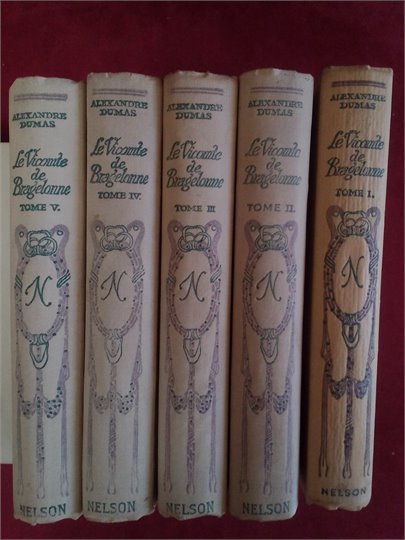 ALEXANDRE
DUMAS
Le Vicomte
de
Bragelonne
TOME V.
N
NELSON
ALEXANDRE
DUMAS
Le Vicomte
de
Bragelonne
TOME IV.
N
NELSON
ALEXANDRE
DUMAS
Le Vicomte
de
Bragelonne
TOME III
N
NELSON
ALEXANDRE
DUMAS
Le Vicomte
de
Bragelonne
TOME II.
N
NELSON
ALEXANDRE
DUMAS
Le Vicomte
de
Bragelonne
TOME I.
N
NELSON